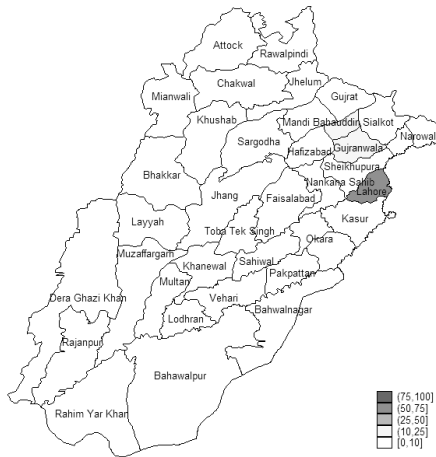 Attock
Rawalpindi
Chakwal
Jhelum
Mianwali
Gujrat
Khushab
Mandi Bahauddin
Sialkot
Sargodha
Narowal
Hafizabad
Gujranwala
Sheikhupura
Bhakkar
Nankana Sahib
Lahore
Jhang
Faisalabad
Kasur
Layyah
Toba Tek Singh
Okara
Muzaffargarh
Khanewal
Sahiwal
Pakpattan
Multan
Dera Ghazi Khan
Vehari
Bahwalnagar
Lodhran
Rajanpur
Bahawalpur
Rahim Yar Khan
(75,100]
(50,75]
(25,50]
(10,25]
[0,10]